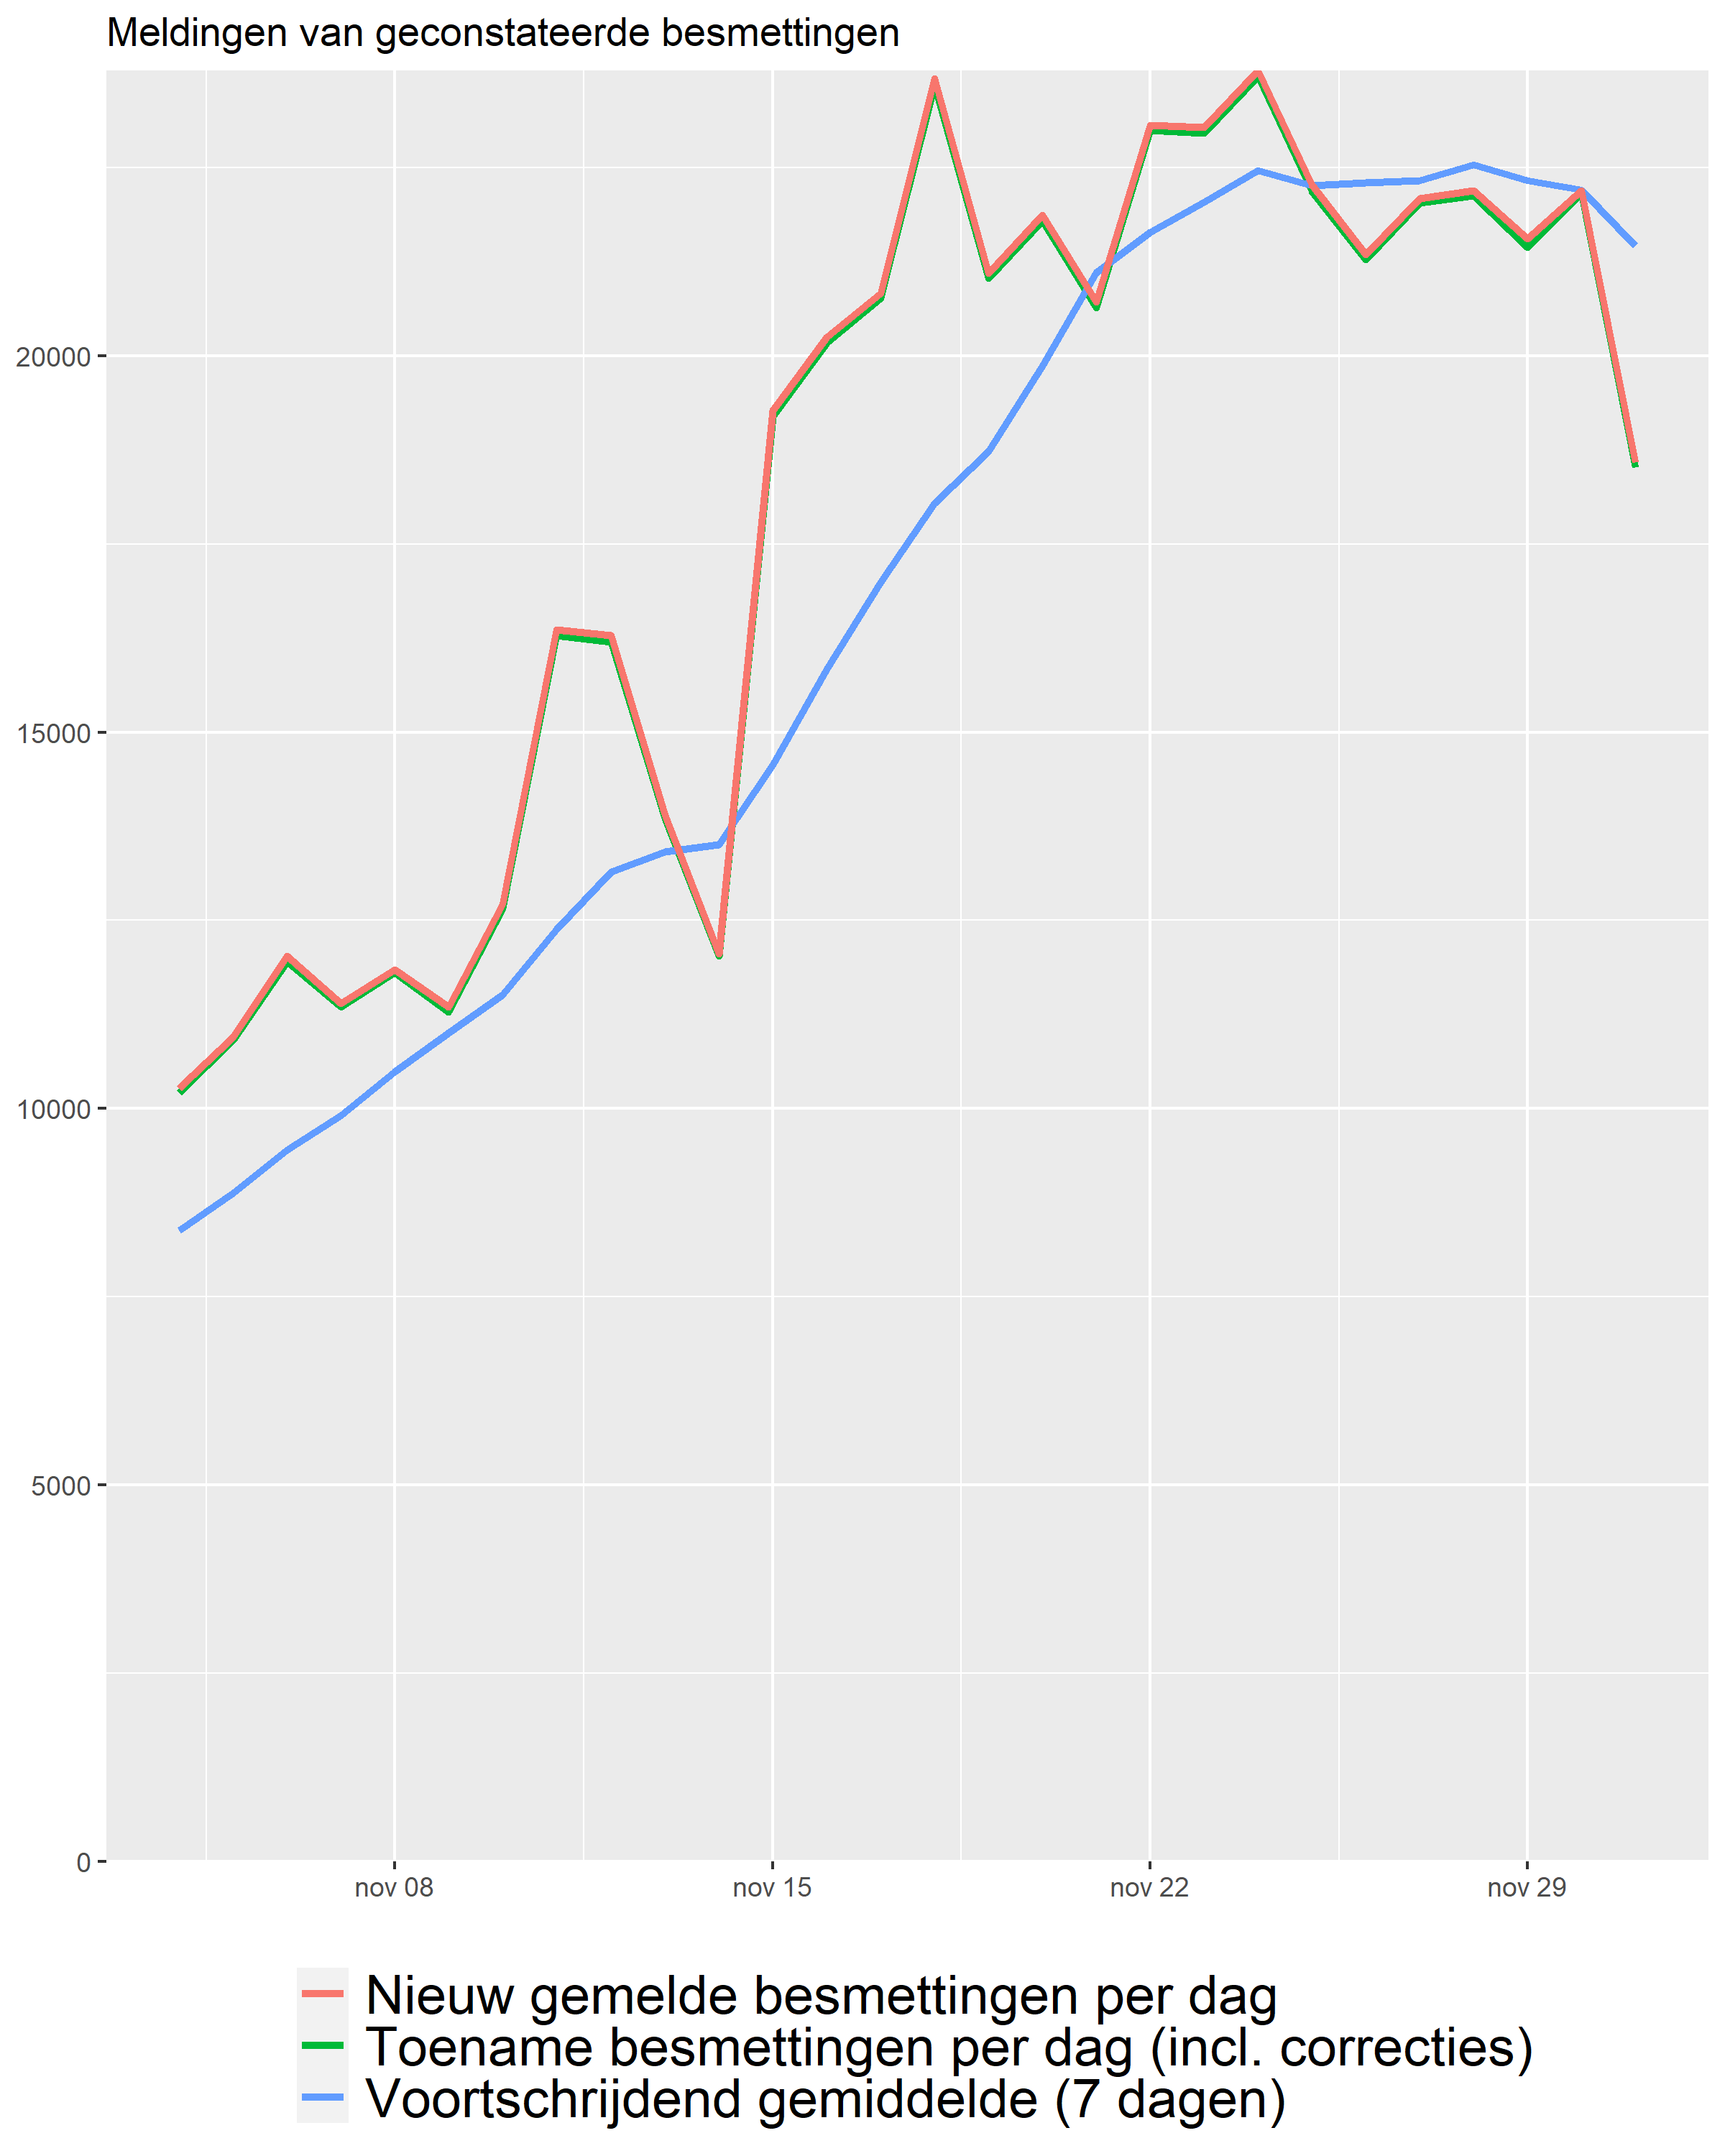 Meldingen van geconstateerde besmettingen
20000
15000
10000
5000
0
nov 08
nov 15
nov 22
nov 29
Nieuw gemelde besmettingen per dag
Toename besmettingen per dag (incl. correcties)
Voortschrijdend gemiddelde (7 dagen)